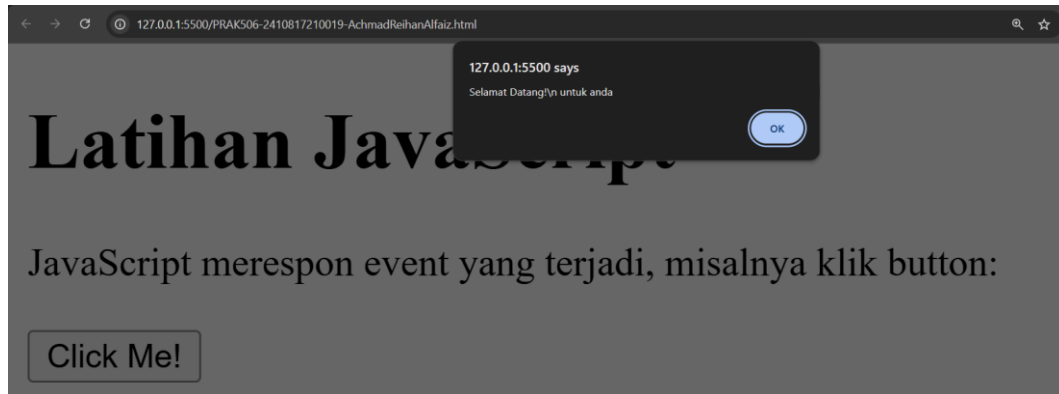 127.0.0.1:5500/PRAK506-2410817210019-AchmadReihanAlfaiz.html
127.0.0.1:5500 says
Selamat Datang!\n untuk anda
OK
Latihan JavaScript
JavaScript merespon event yang terjadi, misalnya klik button:
Click Me!